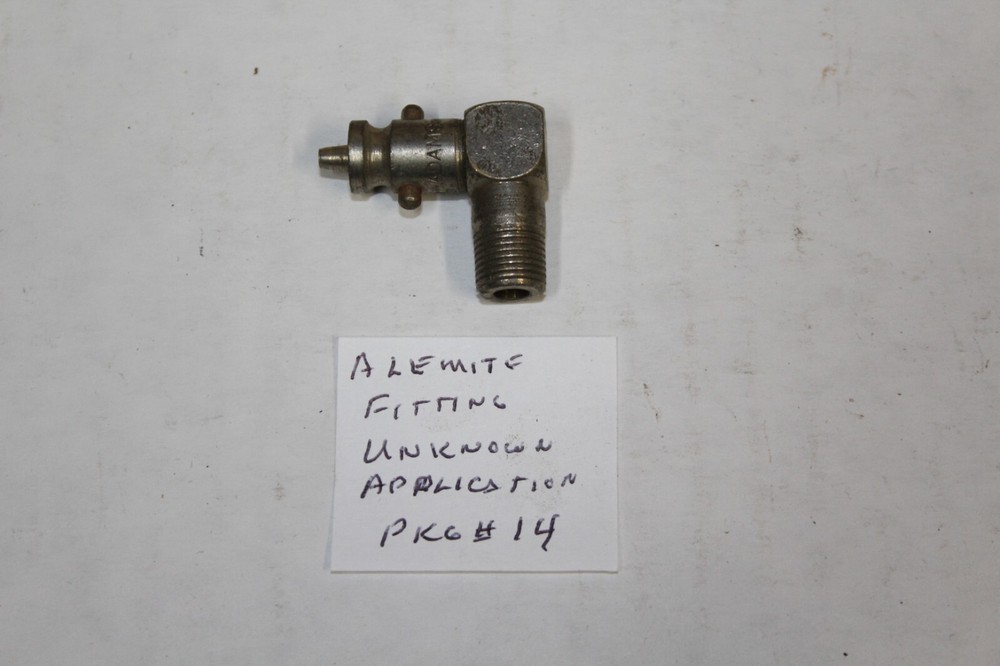 ALEMITE
FITTING
UNKNOWN
APPLICATION
PKG # 14